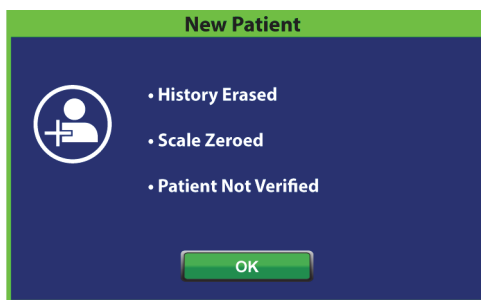 New Patient
• History Erased
• Scale Zeroed
• Patient Not Verified
OK